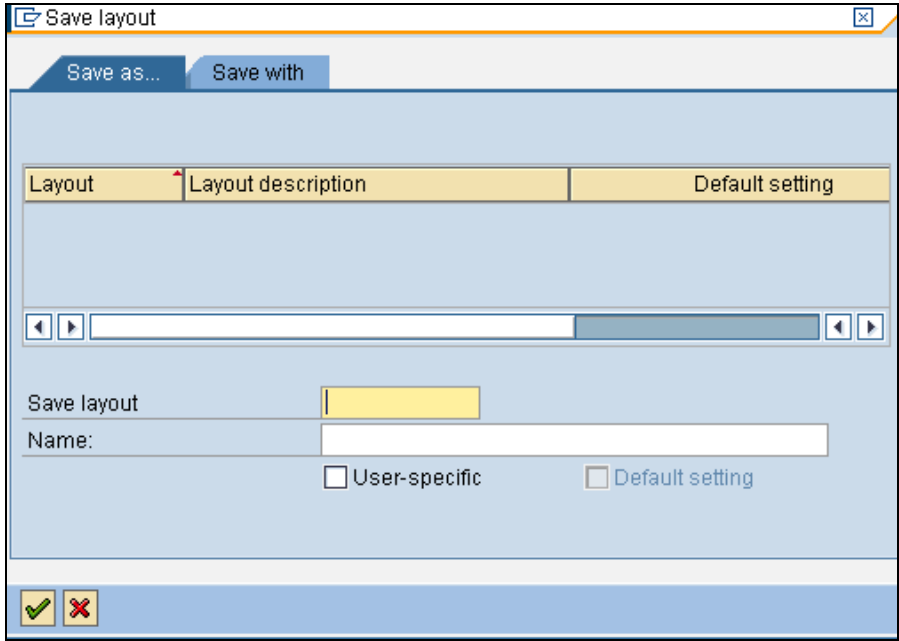 Save layout
Save as... Save with
Layout Layout description Default setting
Save layout
Name:
User-specific Default setting